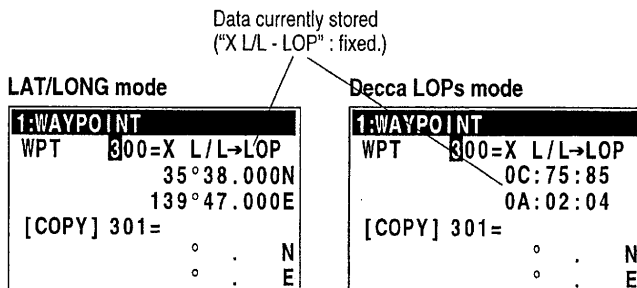 Data currently stored
("X L/L - LOP" : fixed.)
LAT/LONG mode
1:WAYPOINT
WPT 300=X L/L→LOP
35°38.000N
139°47.000E
[COPY] 301=
° . N
° . E
Decca LOPs mode
1:WAYPOINT
WPT 300=X L/L→LOP
0C:75:85
0A:02:04
[COPY] 301=
° . N
° . E